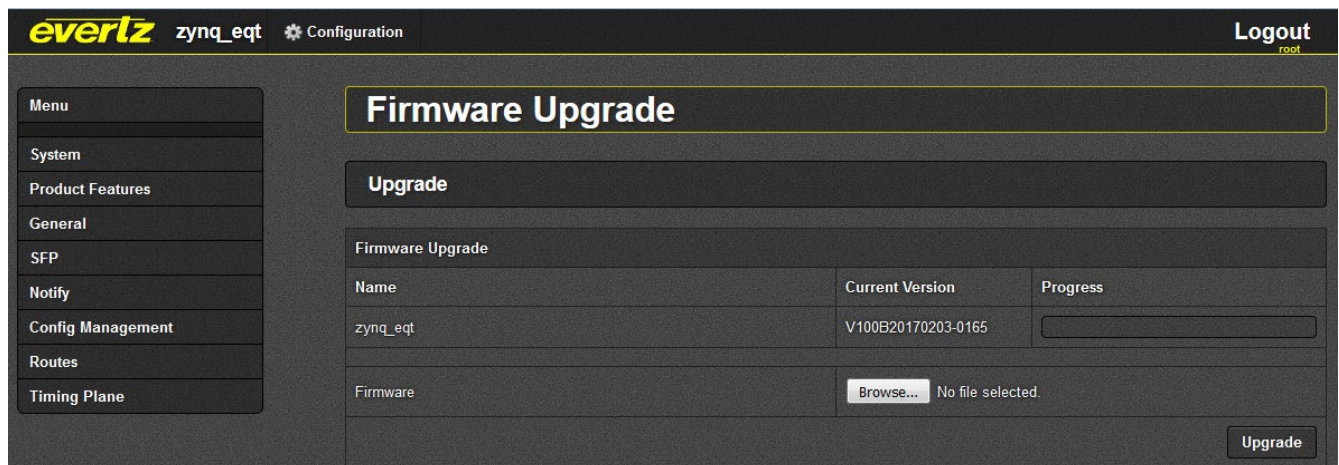 evertz zynq_eqt Configuration Logout
root
Menu
System
Product Features
General
SFP
Notify
Config Management
Routes
Timing Plane
Firmware Upgrade
Upgrade
Firmware Upgrade
Name Current Version Progress
zynq_eqt V100B20170203-0165
Firmware Browse... No file selected.
Upgrade